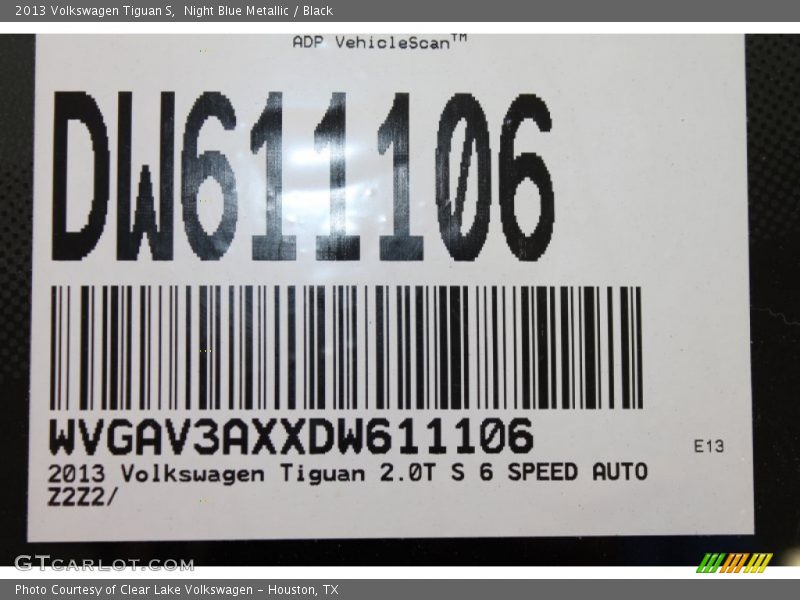 2013 Volkswagen Tiguan S,  Night Blue Metallic / Black
ADP VehicleScan™
DW611106
WVGAV3AXXDW611106
E13
2013 Volkswagen Tiguan 2.0T S 6 SPEED AUTO
Z2Z2/
GTCARLOT.COM
Photo Courtesy of Clear Lake Volkswagen – Houston, TX